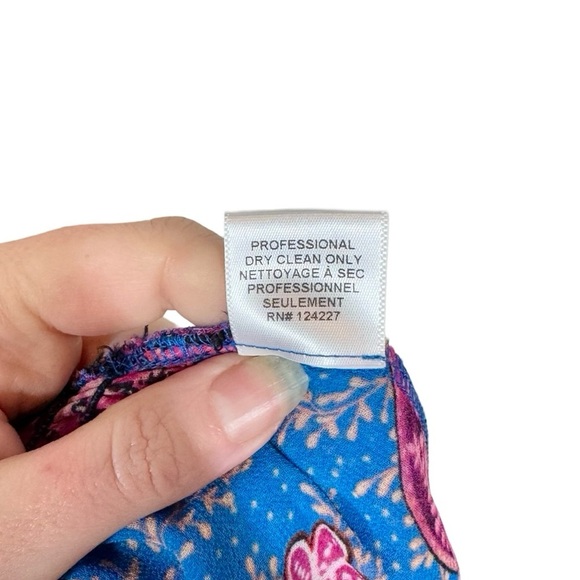 PROFESSIONAL
DRY CLEAN ONLY
NETTOYAGE À SEC
PROFESSIONNEL
SEULEMENT
RN# 124227